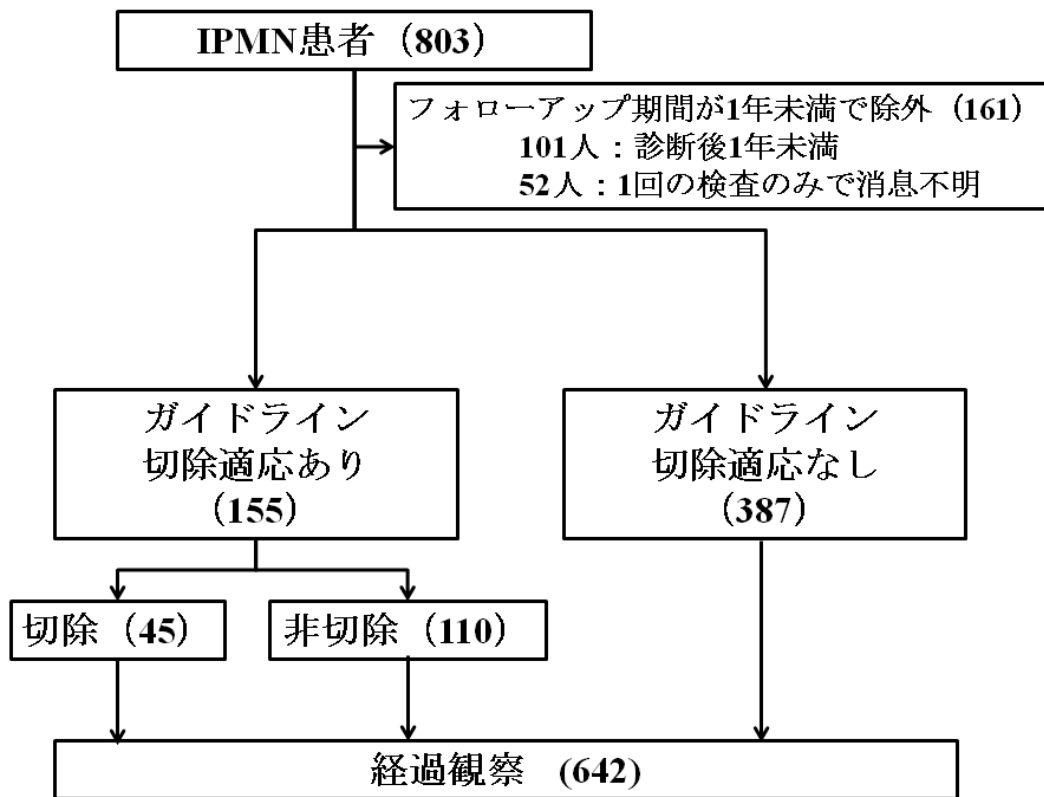 IPMN患者（803）
フォローアップ期間が1年未満で除外（161）
101人：診断後1年未満
52人：1回の検査のみで消息不明
ガイドライン
切除適応あり
（155）
ガイドライン
切除適応なし
（387）
切除（45）
非切除（110）
経過観察 (642)